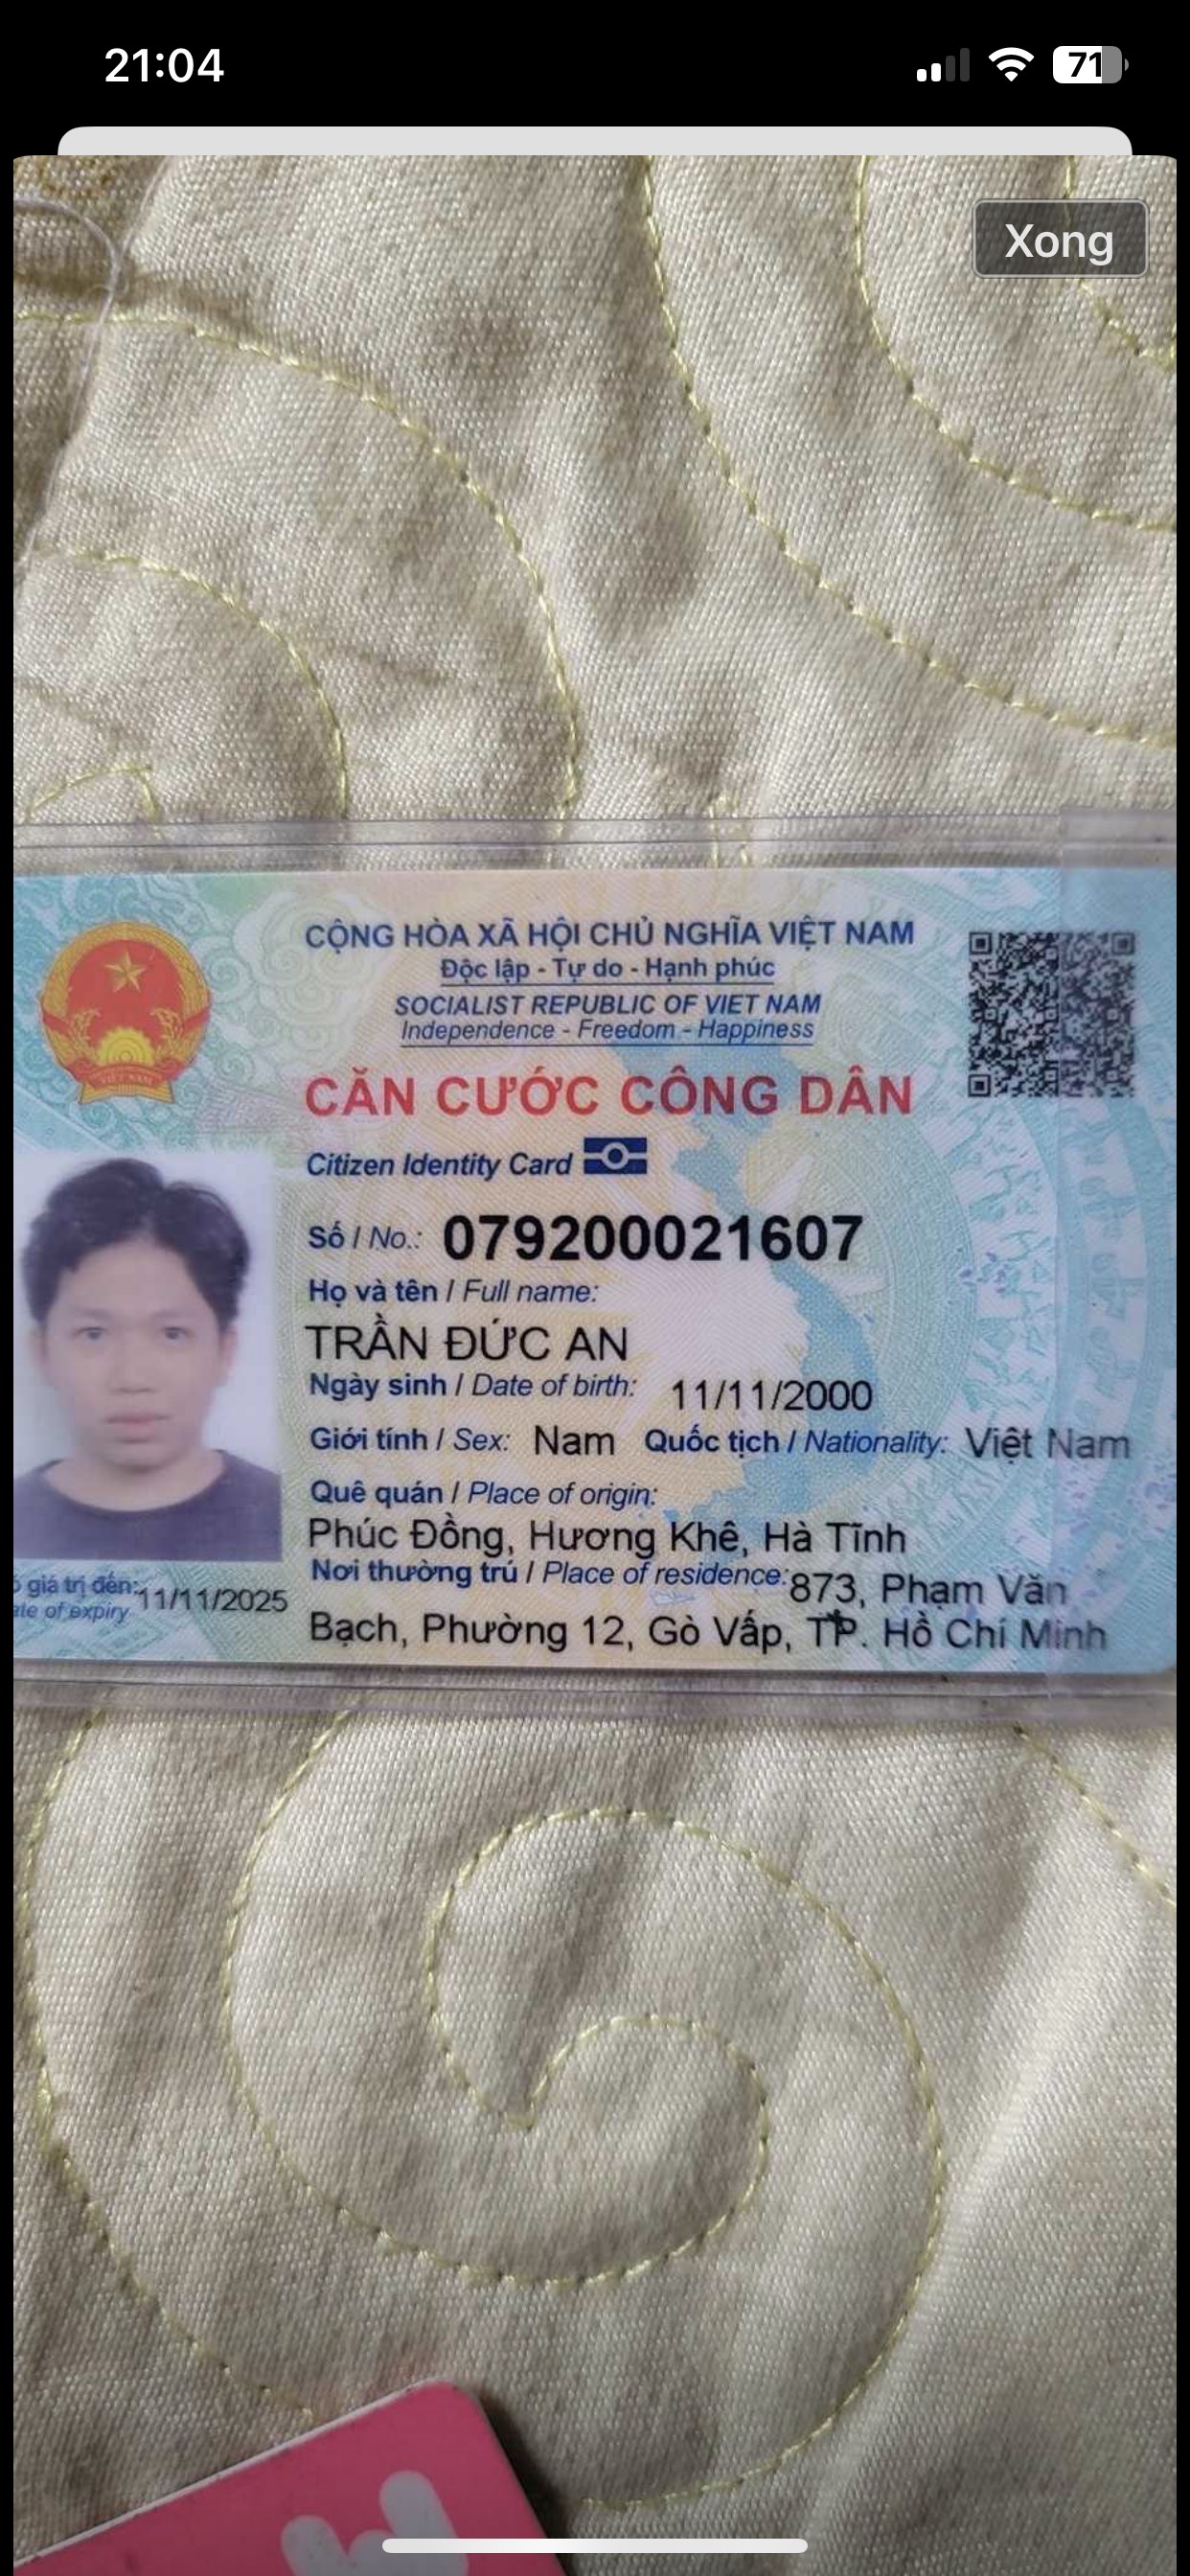 21:04
71
Xong
CỘNG HÒA XÃ HỘI CHỦ NGHĨA VIỆT NAM
Độc lập - Tự do - Hạnh phúc
SOCIALIST REPUBLIC OF VIET NAM
Independence - Freedom - Happiness
CĂN CƯỚC CÔNG DÂN
Citizen Identity Card
Số / No.: 079200021607
Họ và tên / Full name:
TRẦN ĐỨC AN
Ngày sinh / Date of birth: 11/11/2000
Giới tính / Sex: Nam Quốc tịch / Nationality: Việt Nam
Quê quán / Place of origin:
Phúc Đồng, Hương Khê, Hà Tĩnh
Nơi thường trú / Place of residence: 873, Phạm Văn
Bạch, Phường 12, Gò Vấp, TP. Hồ Chí Minh
giá trị đến: 11/11/2025
of expiry
VIỆT NAM